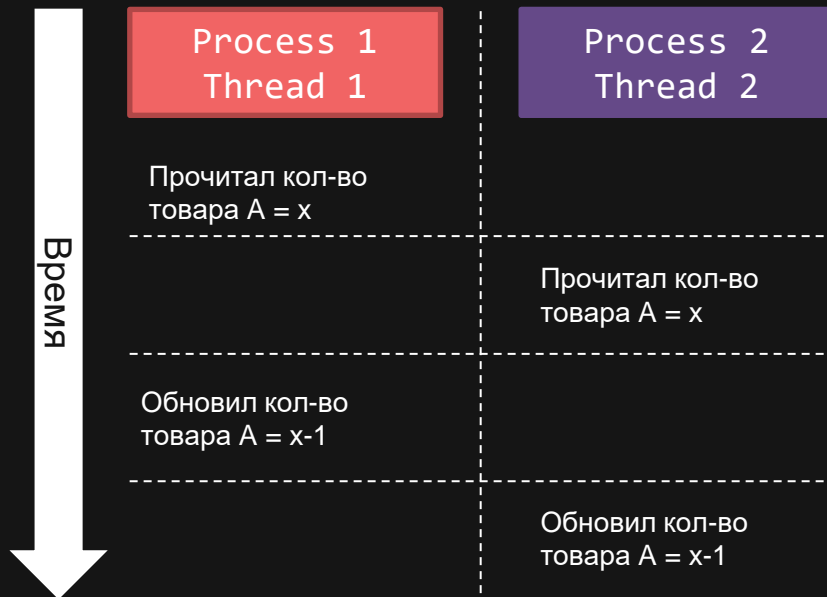 Process 1
Thread 1
Process 2
Thread 2
Время
Прочитал кол-во
товара А = x
Прочитал кол-во
товара А = x
Обновил кол-во
товара А = x-1
Обновил кол-во
товара А = x-1